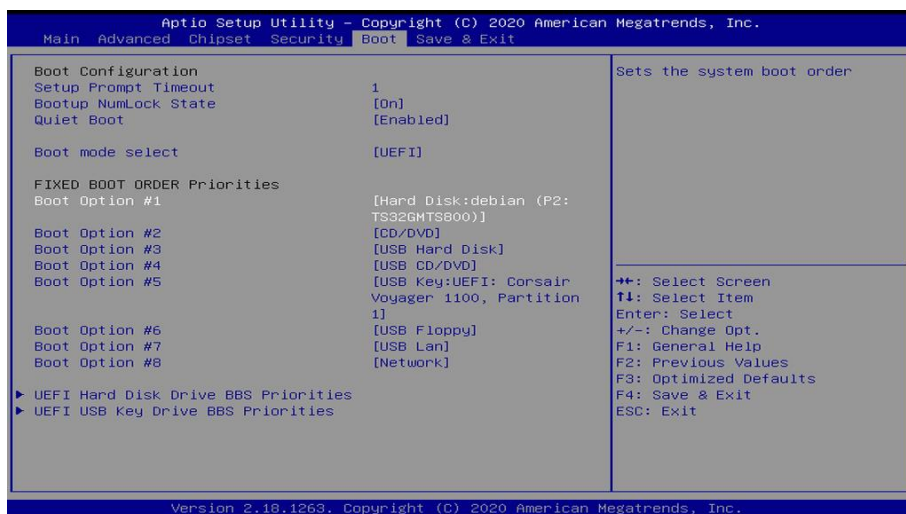 Aptio Setup Utility – Copyright (C) 2020 American Megatrends, Inc.
Main Advanced Chipset Security Boot Save & Exit
Boot Configuration
Setup Prompt Timeout 1
Bootup NumLock State [On]
Quiet Boot [Enabled]
Boot mode select [UEFI]
FIXED BOOT ORDER Priorities
Boot Option #1 [Hard Disk:debian (P2:
TS32GMTS800)]
Boot Option #2 [CD/DVD]
Boot Option #3 [USB Hard Disk]
Boot Option #4 [USB CD/DVD]
Boot Option #5 [USB Key:UEFI: Corsair
Voyager 1100, Partition
1]
Boot Option #6 [USB Floppy]
Boot Option #7 [USB Lan]
Boot Option #8 [Network]
▶ UEFI Hard Disk Drive BBS Priorities
▶ UEFI USB Key Drive BBS Priorities
Sets the system boot order
→←: Select Screen
↑↓: Select Item
Enter: Select
+/-: Change Opt.
F1: General Help
F2: Previous Values
F3: Optimized Defaults
F4: Save & Exit
ESC: Exit
Version 2.18.1263. Copyright (C) 2020 American Megatrends, Inc.